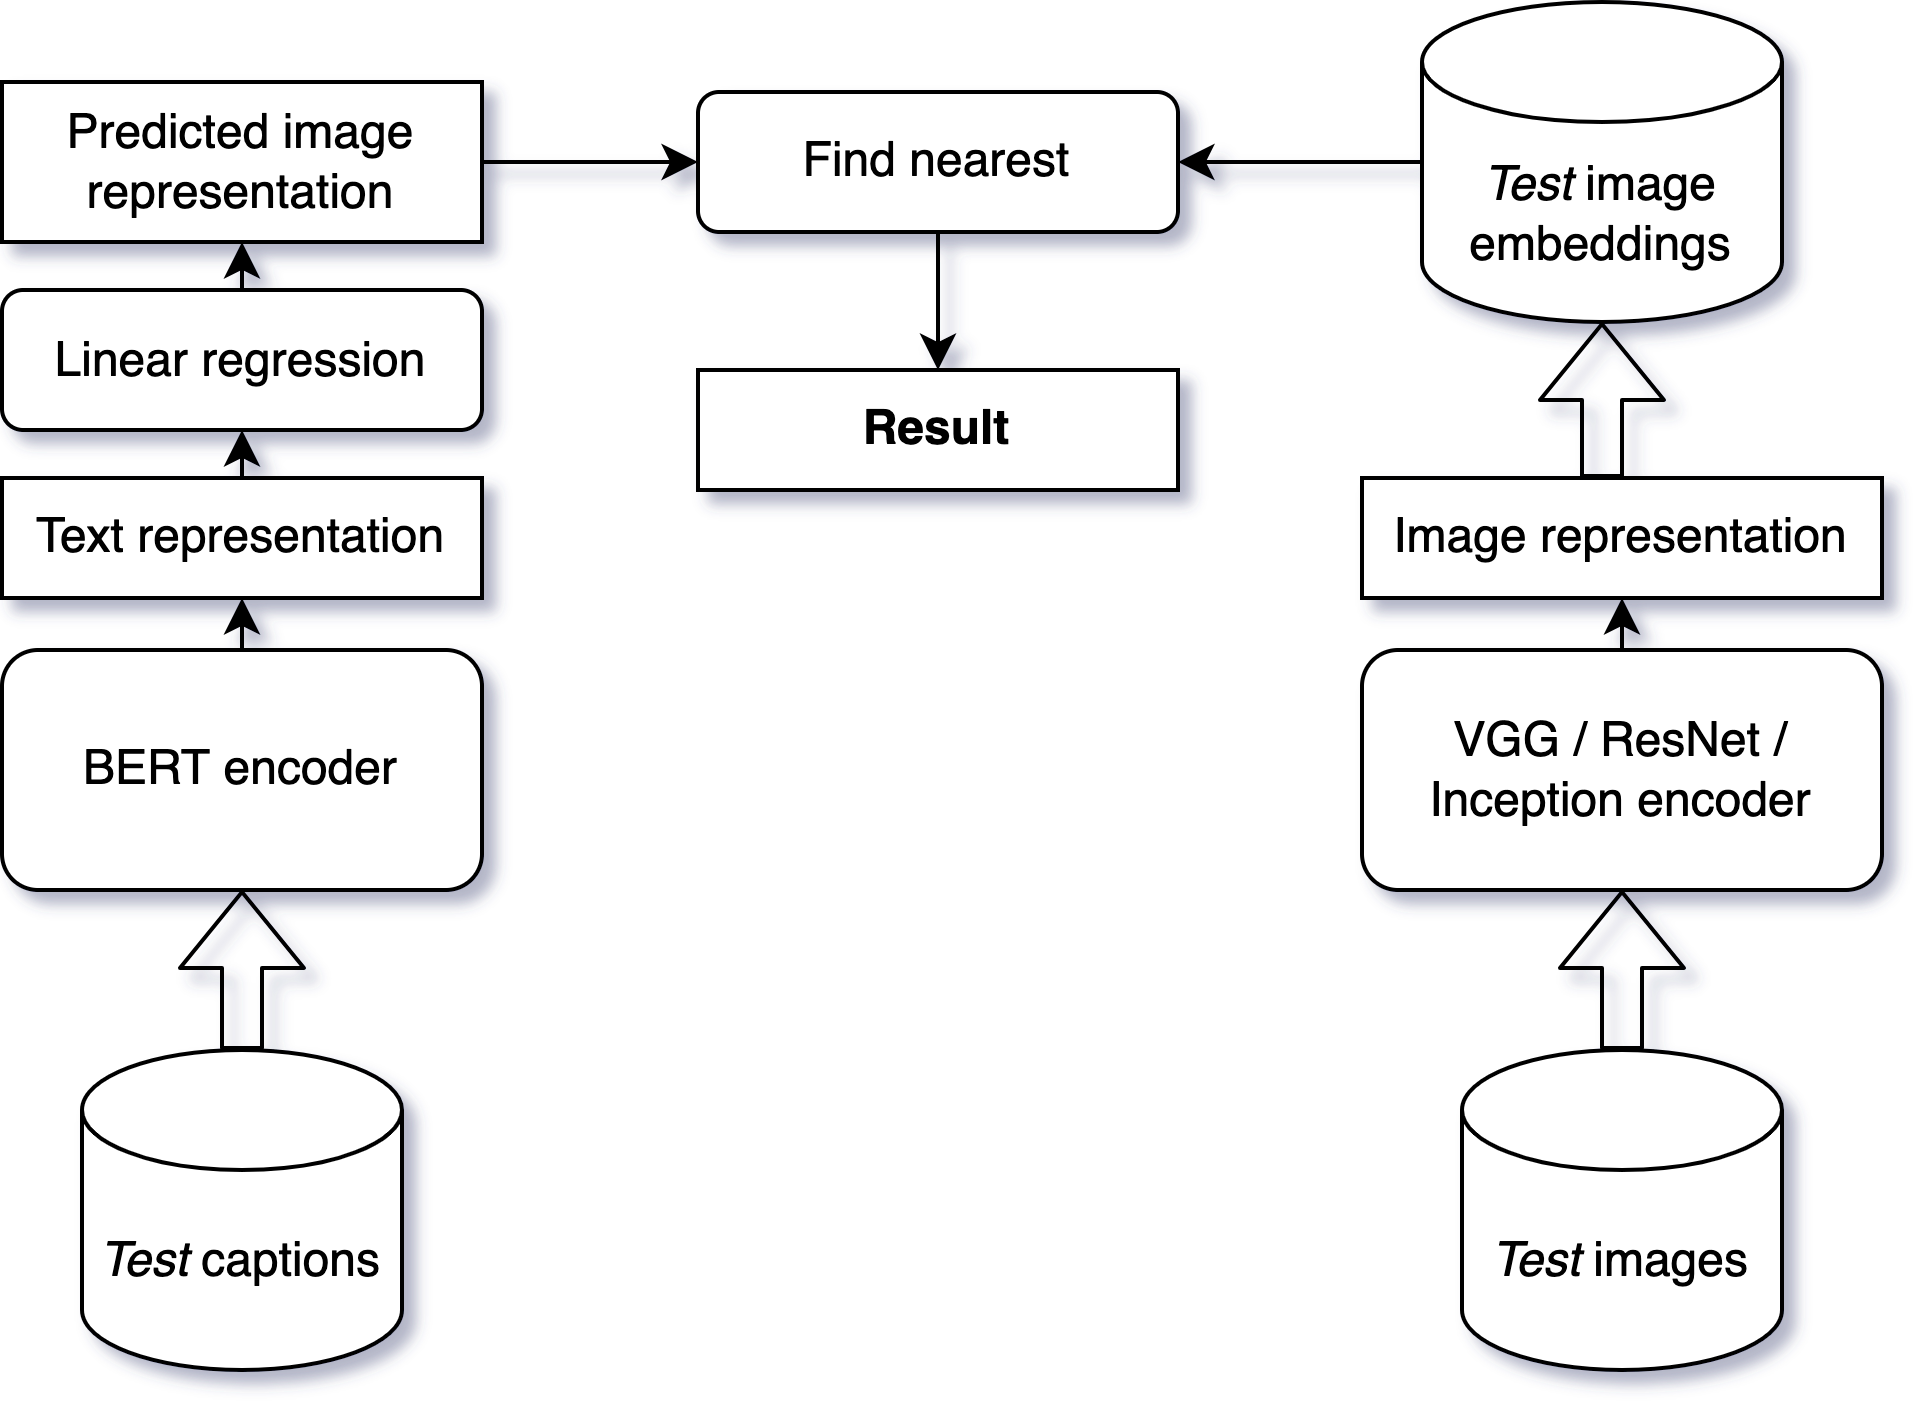 Predicted image
representation
Find nearest
Test image
embeddings
Linear regression
Result
Text representation
Image representation
BERT encoder
VGG / ResNet /
Inception encoder
Test captions
Test images